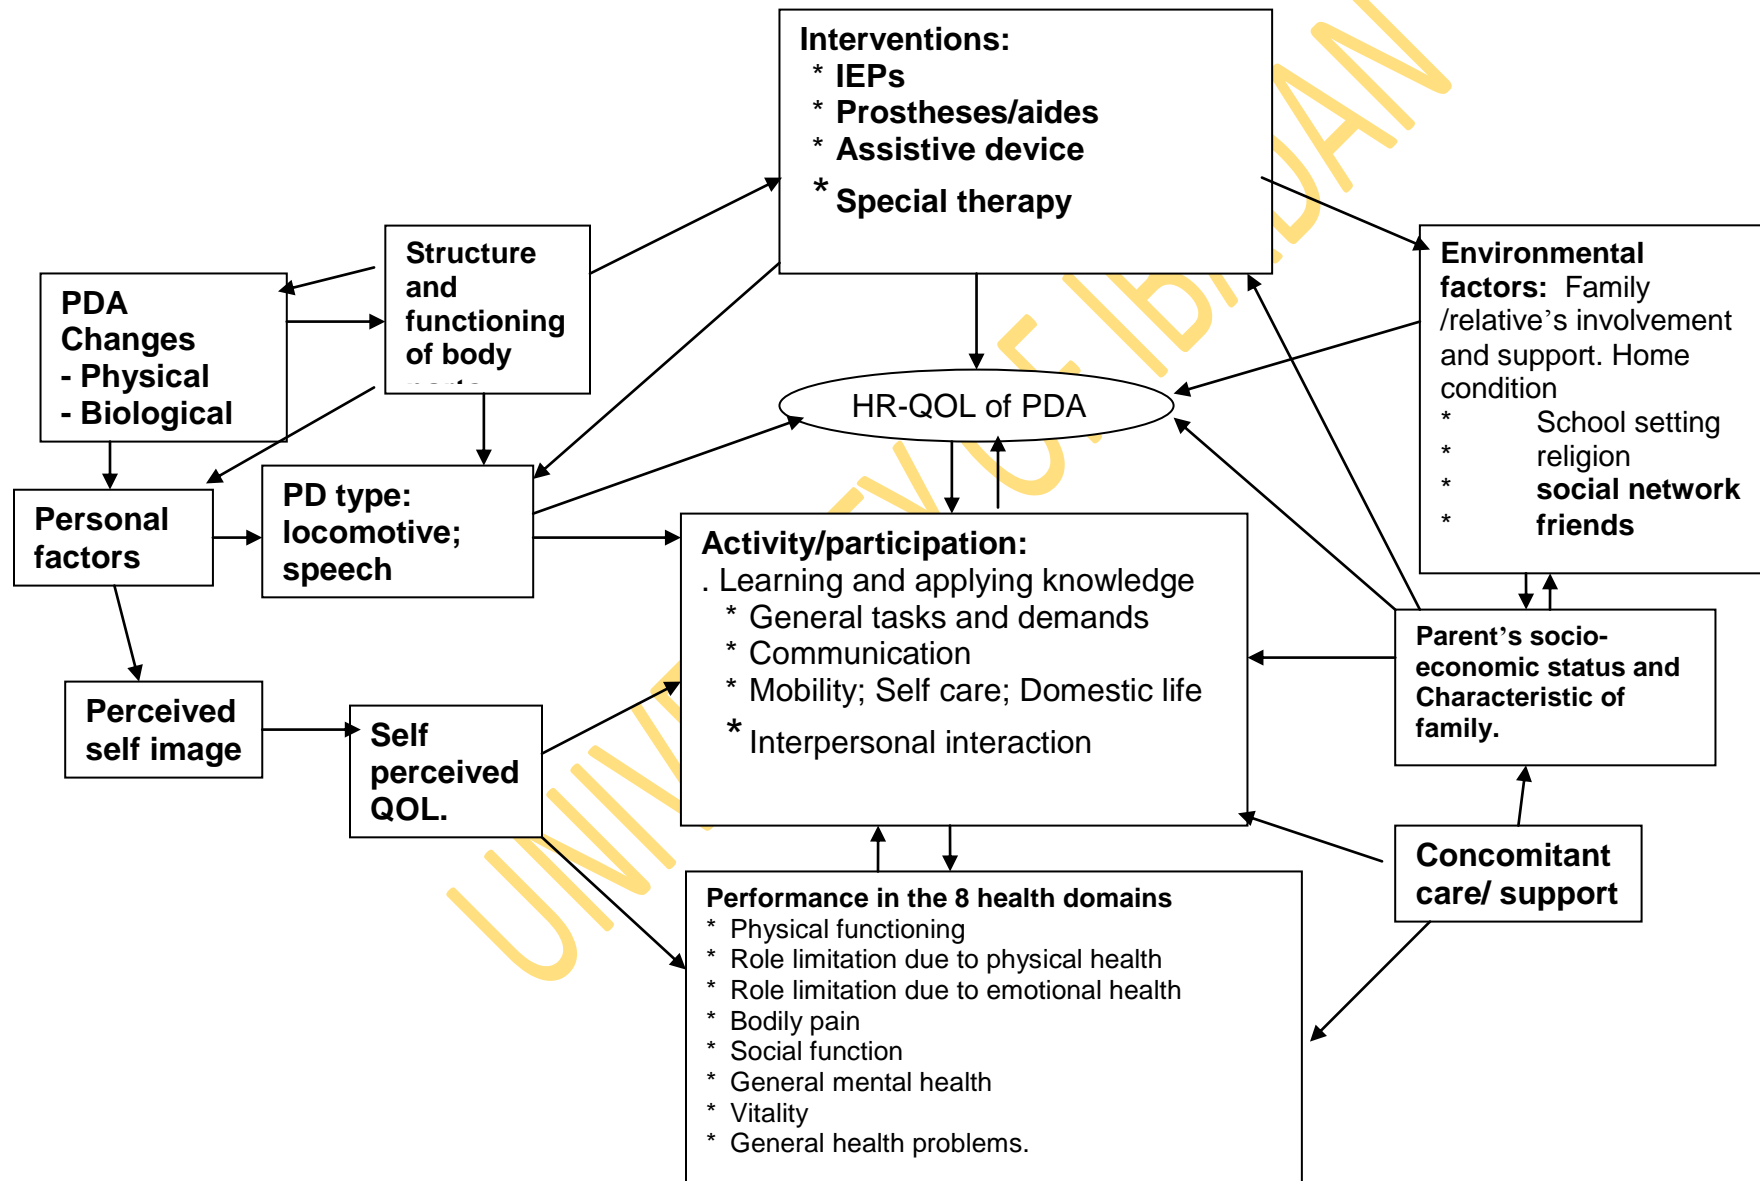 Interventions:
* IEPs
* Prostheses/aides
* Assistive device
* Special therapy
Structure
and
functioning
of body
PDA
Changes
- Physical
- Biological
Environmental
factors: Family
/relative’s involvement
and support. Home
condition
* School setting
* religion
* social network
* friends
HR-QOL of PDA
Personal
factors
PD type:
locomotive;
speech
Activity/participation:
. Learning and applying knowledge
* General tasks and demands
* Communication
* Mobility; Self care; Domestic life
* Interpersonal interaction
Parent’s socio-
economic status and
Characteristic of
family.
Perceived
self image
Self
perceived
QOL.
Concomitant
care/ support
Performance in the 8 health domains
* Physical functioning
* Role limitation due to physical health
* Role limitation due to emotional health
* Bodily pain
* Social function
* General mental health
* Vitality
* General health problems.